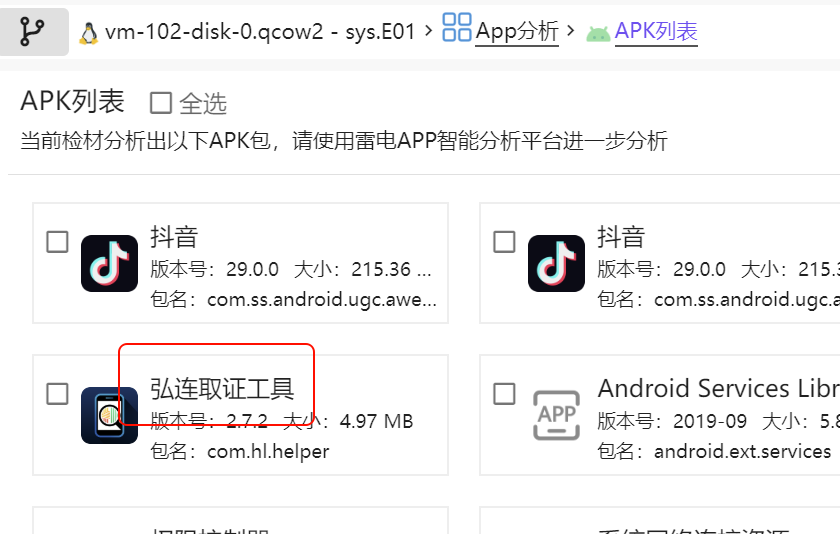 vm-102-disk-0.qcow2 - sys.E01 > App分析 > APK列表
APK列表 全选
当前检材分析出以下APK包，请使用雷电APP智能分析平台进一步分析
抖音
版本号：29.0.0 大小：215.36 ...
包名：com.ss.android.ugc.awe...
抖音
版本号：29.0.0 大小：215.3
包名：com.ss.android.ugc.a
弘连取证工具
版本号：2.7.2 大小：4.97 MB
包名：com.hl.helper
APP
Android Services Libr
版本号：2019-09 大小：5.8
包名：android.ext.services